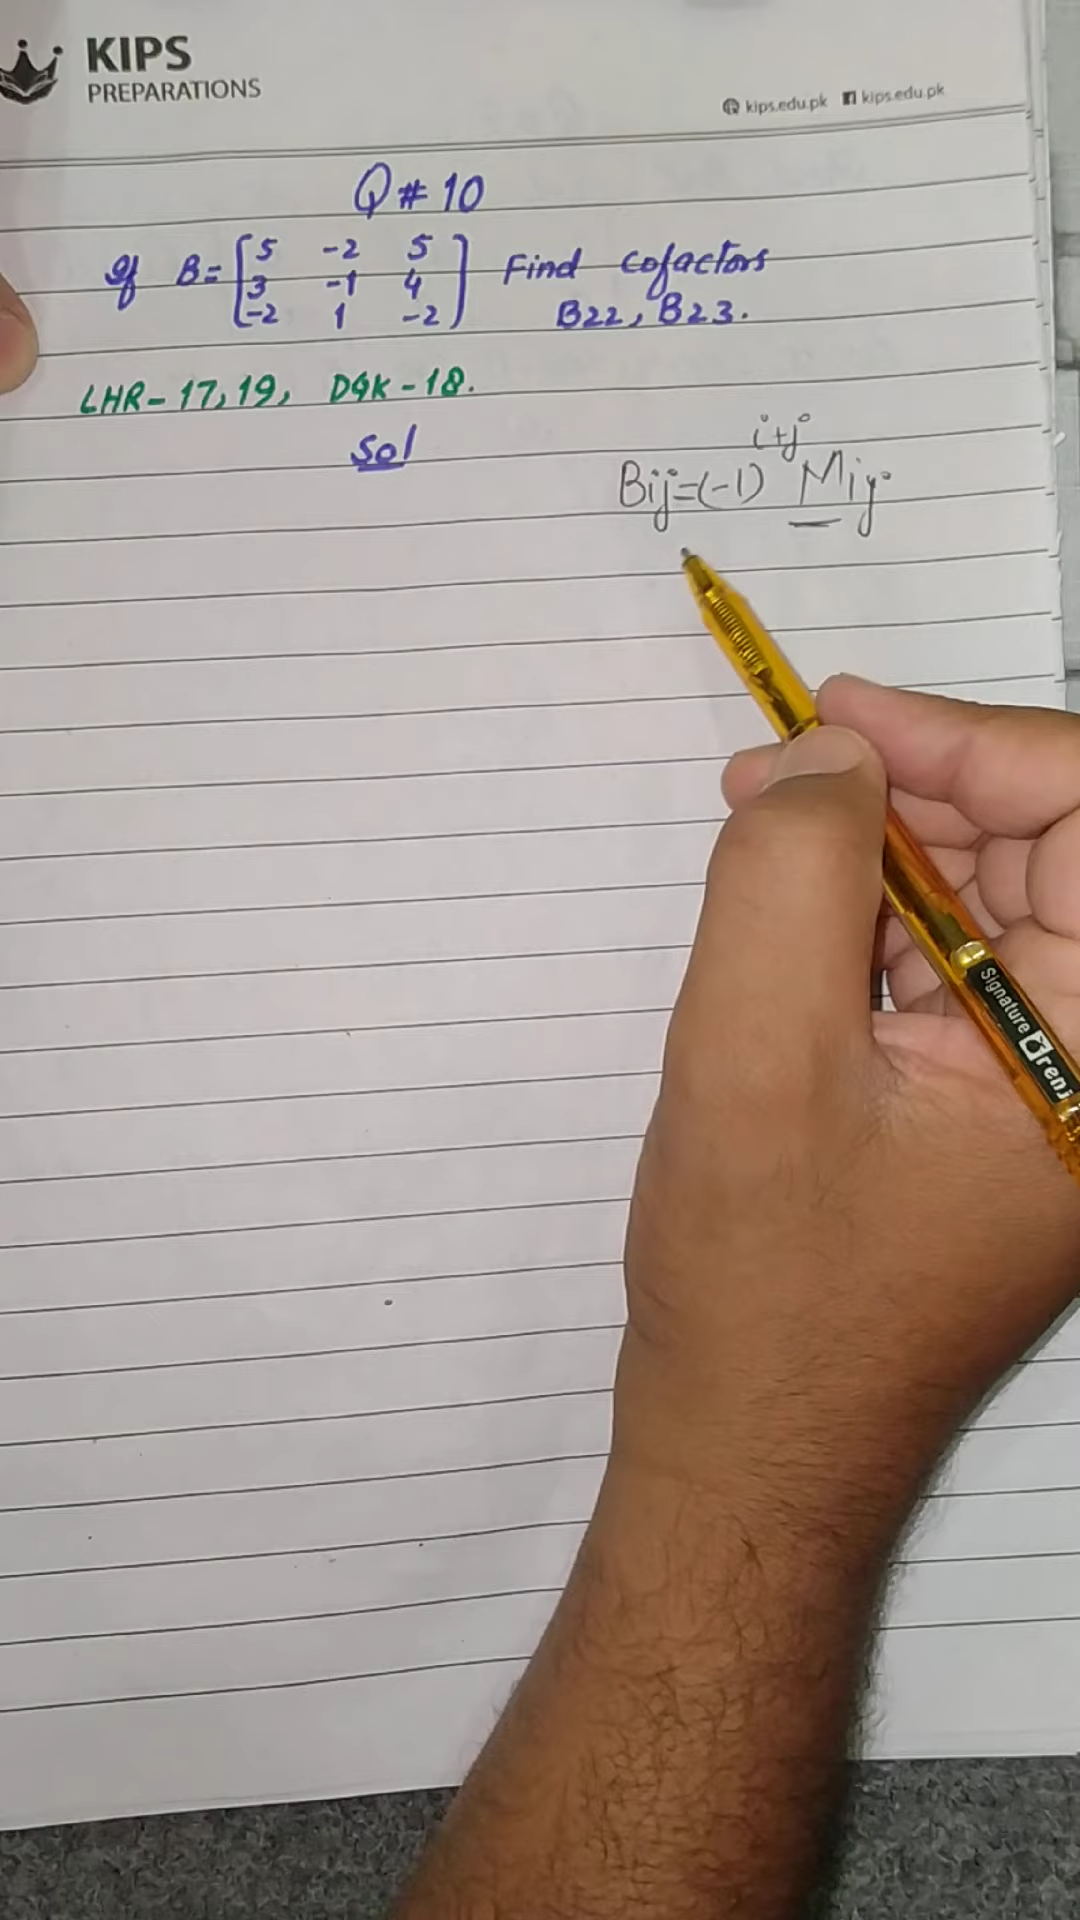 KIPS
PREPARATIONS
kips.edu.pk kips.edu.pk
Q # 10
If B = [5 -2 5] Find cofactors
3 -1 4
-2 1 -2 B22, B23.
LHR - 17, 19, DGK - 18.
Sol
Bij = (-1)^i+j Mij
Signature